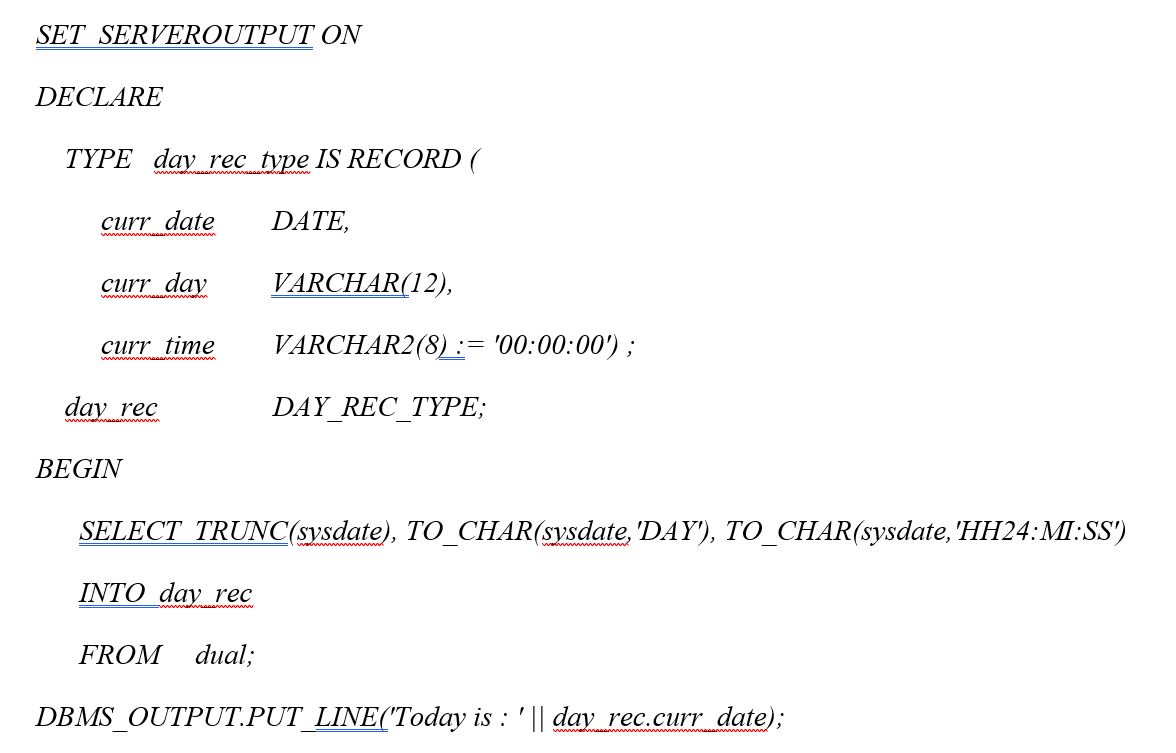 SET SERVEROUTPUT ON
DECLARE
TYPE day_rec_type IS RECORD (
curr_date DATE,
curr_day VARCHAR(12),
curr_time VARCHAR2(8) := '00:00:00') ;
day_rec DAY_REC_TYPE;
BEGIN
SELECT TRUNC(sysdate), TO_CHAR(sysdate,'DAY'), TO_CHAR(sysdate,'HH24:MI:SS')
INTO day_rec
FROM dual;
DBMS_OUTPUT.PUT_LINE('Today is : ' || day_rec.curr_date);